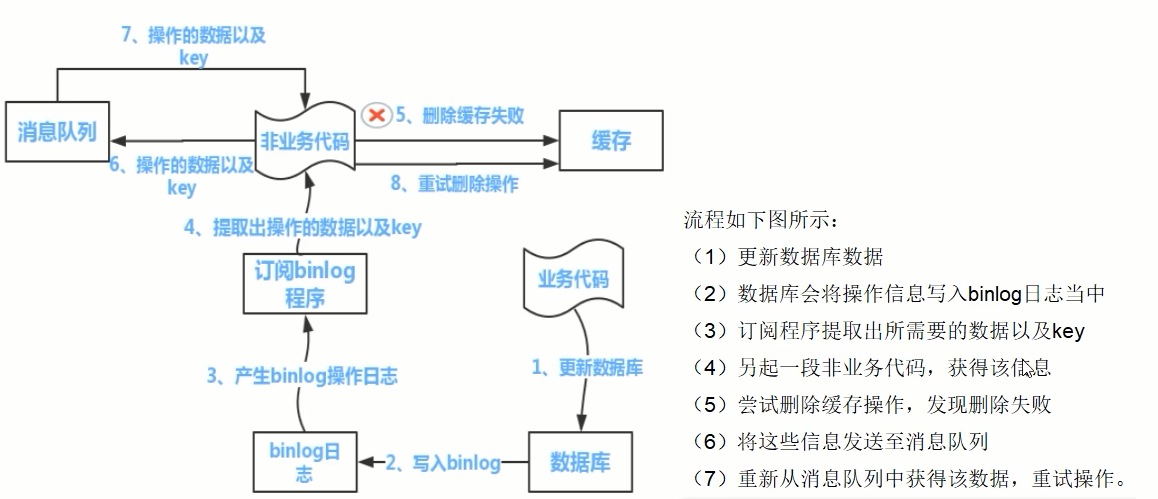 7、操作的数据以及
key
消息队列
非业务代码
5、删除缓存失败
缓存
6、操作的数据以及
key
8、重试删除操作
4、提取出操作的数据以及key
订阅binlog
程序
业务代码
3、产生binlog操作日志
1、更新数据库
binlog日
志
2、写入binlog
数据库
流程如下图所示：
（1）更新数据库数据
（2）数据库会将操作信息写入binlog日志当中
（3）订阅程序提取出所需要的数据以及key
（4）另起一段非业务代码，获得该信息
（5）尝试删除缓存操作，发现删除失败
（6）将这些信息发送至消息队列
（7）重新从消息队列中获得该数据，重试操作。